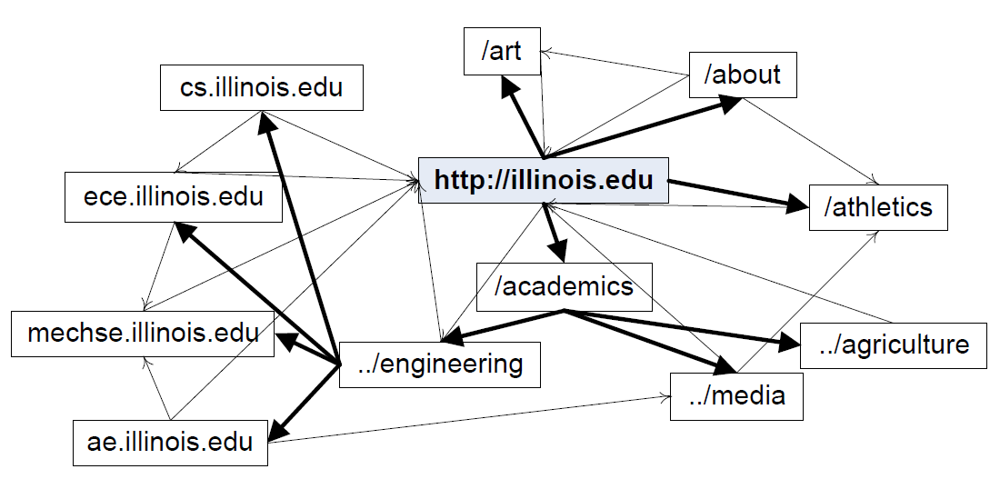 /art
/about
cs.illinois.edu
http://illinois.edu
ece.illinois.edu
/athletics
/academics
mechse.illinois.edu
../engineering
../agriculture
../media
ae.illinois.edu